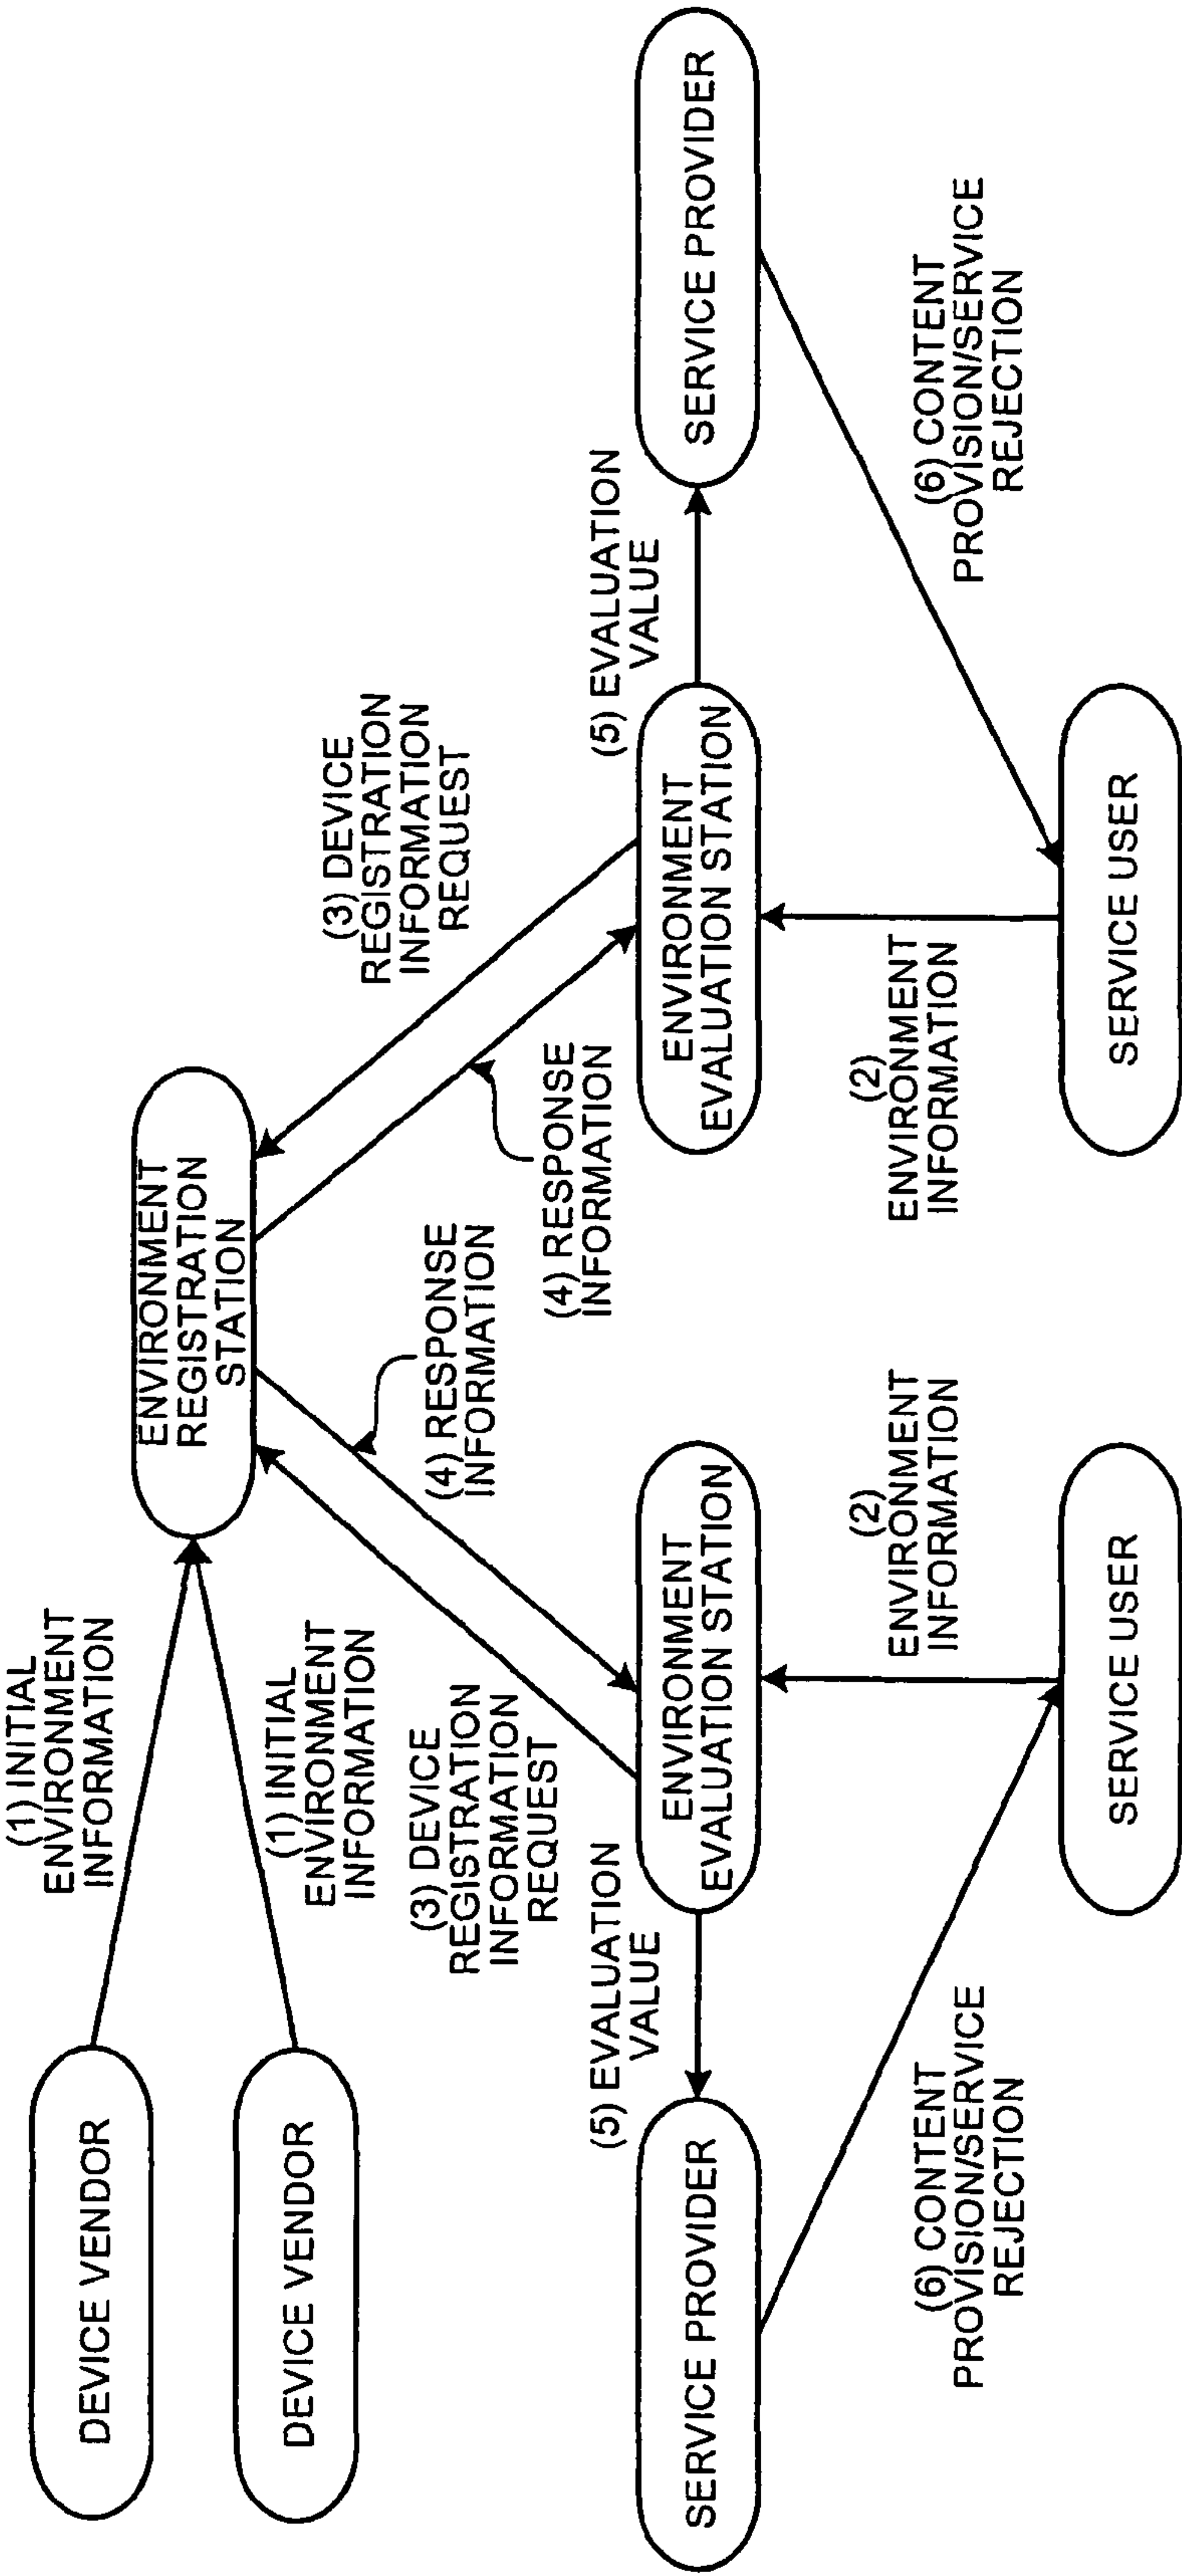 DEVICE VENDOR
DEVICE VENDOR
(1) INITIAL
ENVIRONMENT
INFORMATION
(1) INITIAL
ENVIRONMENT
INFORMATION
ENVIRONMENT
REGISTRATION
STATION
(3) DEVICE
REGISTRATION
INFORMATION
REQUEST
(4) RESPONSE
INFORMATION
(4) RESPONSE
INFORMATION
(3) DEVICE
REGISTRATION
INFORMATION
REQUEST
SERVICE PROVIDER
(5) EVALUATION
VALUE
ENVIRONMENT
EVALUATION STATION
ENVIRONMENT
EVALUATION STATION
(5) EVALUATION
VALUE
SERVICE PROVIDER
(6) CONTENT
PROVISION/SERVICE
REJECTION
(2)
ENVIRONMENT
INFORMATION
(2)
ENVIRONMENT
INFORMATION
(6) CONTENT
PROVISION/SERVICE
REJECTION
SERVICE USER
SERVICE USER